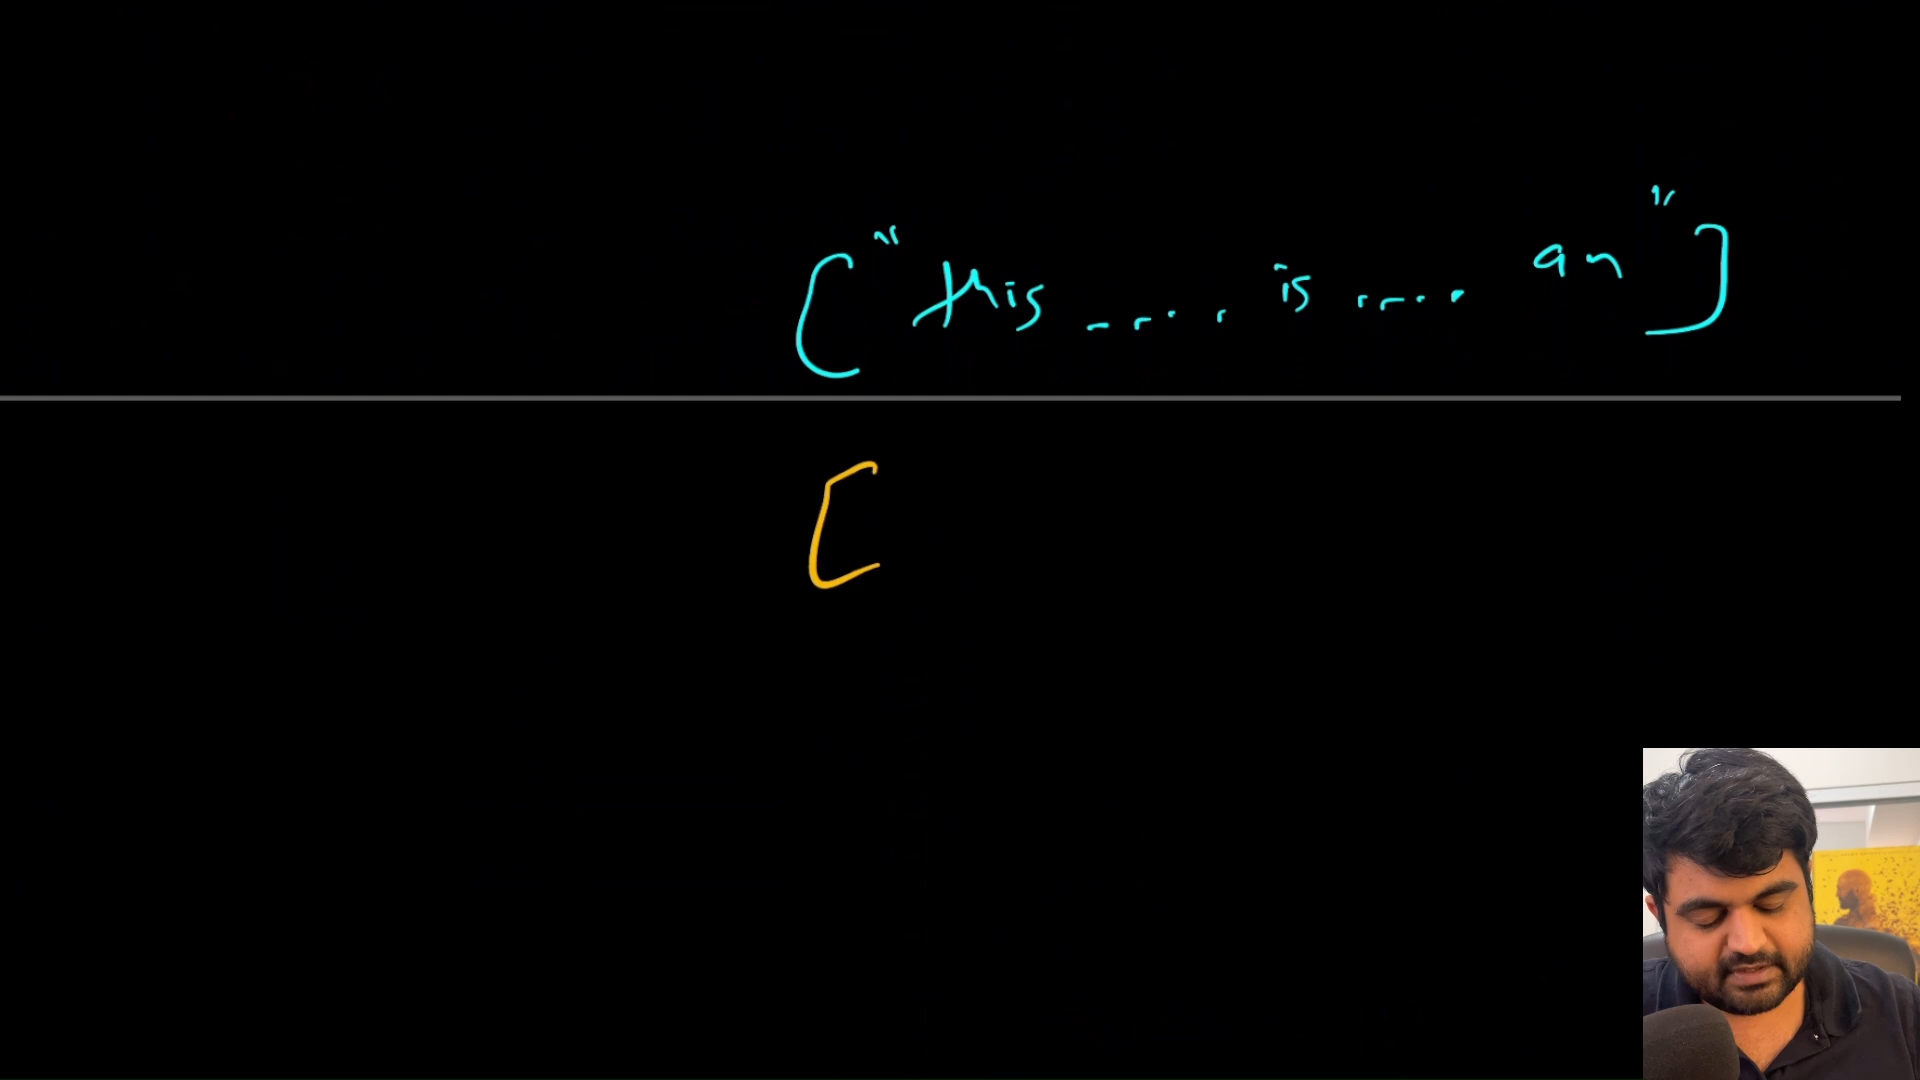 ["this ---- is ---- an"]
[